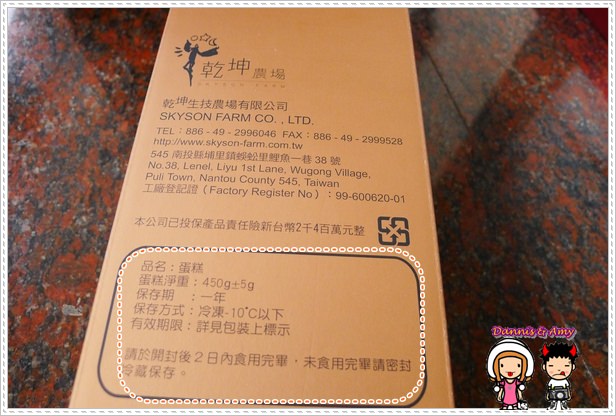 乾坤農場
SKYSON FARM
乾坤生技農場有限公司
SKYSON FARM CO. , LTD.
TEL：886 - 49 - 2996046 FAX：886 - 49 - 2999528
http://www.skyson-farm.com.tw
545 南投縣埔里鎮蜈蚣里鯉魚一巷 38 號
No.38, Lenel, Liyu 1st Lane, Wugong Village,
Puli Town, Nantou County 545, Taiwan
工廠登記證（Factory Register No）：99-600620-01
本公司已投保產品責任險新台幣2千4百萬元整
品名：蛋糕
蛋糕淨重：450g±5g
保存期 ：一年
保存方式：冷凍-10°C以下
有效期限：詳見包裝上標示
請於開封後2日內食用完畢，未食用完畢請密封
冷藏保存。
Dannis & Amy